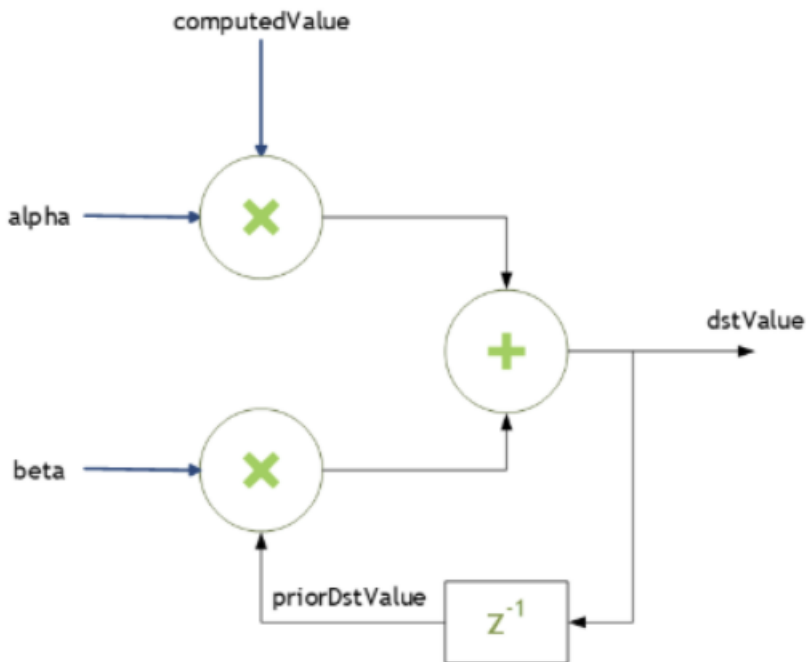 computedValue
alpha
×
+
dstValue
beta
×
priorDstValue
z⁻¹